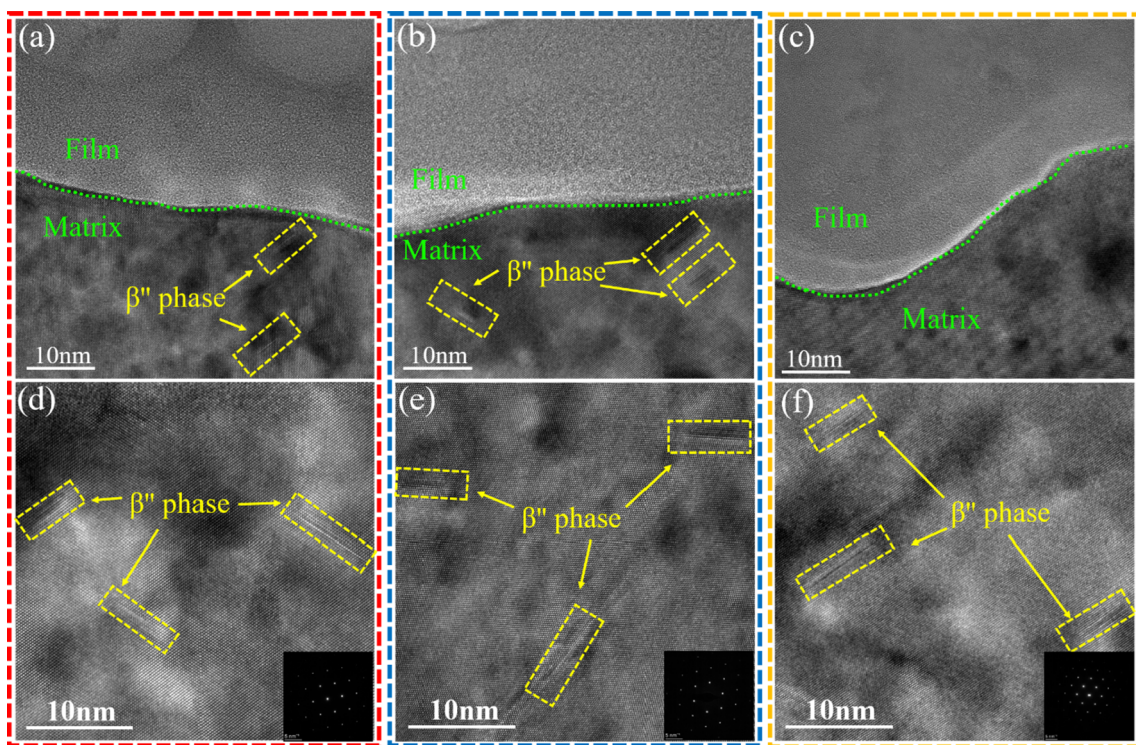 (a)
Film
Matrix
β" phase
10nm
(b)
Film
Matrix
β" phase
10nm
(c)
Film
Matrix
10nm
(d)
β" phase
10nm
(e)
β" phase
10nm
(f)
β" phase
10nm